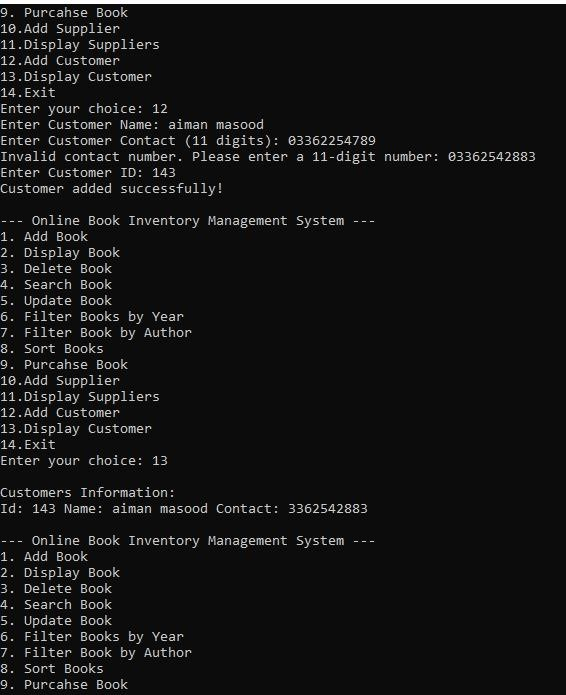 9. Purcahse Book
10.Add Supplier
11.Display Suppliers
12.Add Customer
13.Display Customer
14.Exit
Enter your choice: 12
Enter Customer Name: aiman masood
Enter Customer Contact (11 digits): 03362254789
Invalid contact number. Please enter a 11-digit number: 03362542883
Enter Customer ID: 143
Customer added successfully!

--- Online Book Inventory Management System ---
1. Add Book
2. Display Book
3. Delete Book
4. Search Book
5. Update Book
6. Filter Books by Year
7. Filter Book by Author
8. Sort Books
9. Purcahse Book
10.Add Supplier
11.Display Suppliers
12.Add Customer
13.Display Customer
14.Exit
Enter your choice: 13

Customers Information:
Id: 143 Name: aiman masood Contact: 3362542883

--- Online Book Inventory Management System ---
1. Add Book
2. Display Book
3. Delete Book
4. Search Book
5. Update Book
6. Filter Books by Year
7. Filter Book by Author
8. Sort Books
9. Purcahse Book